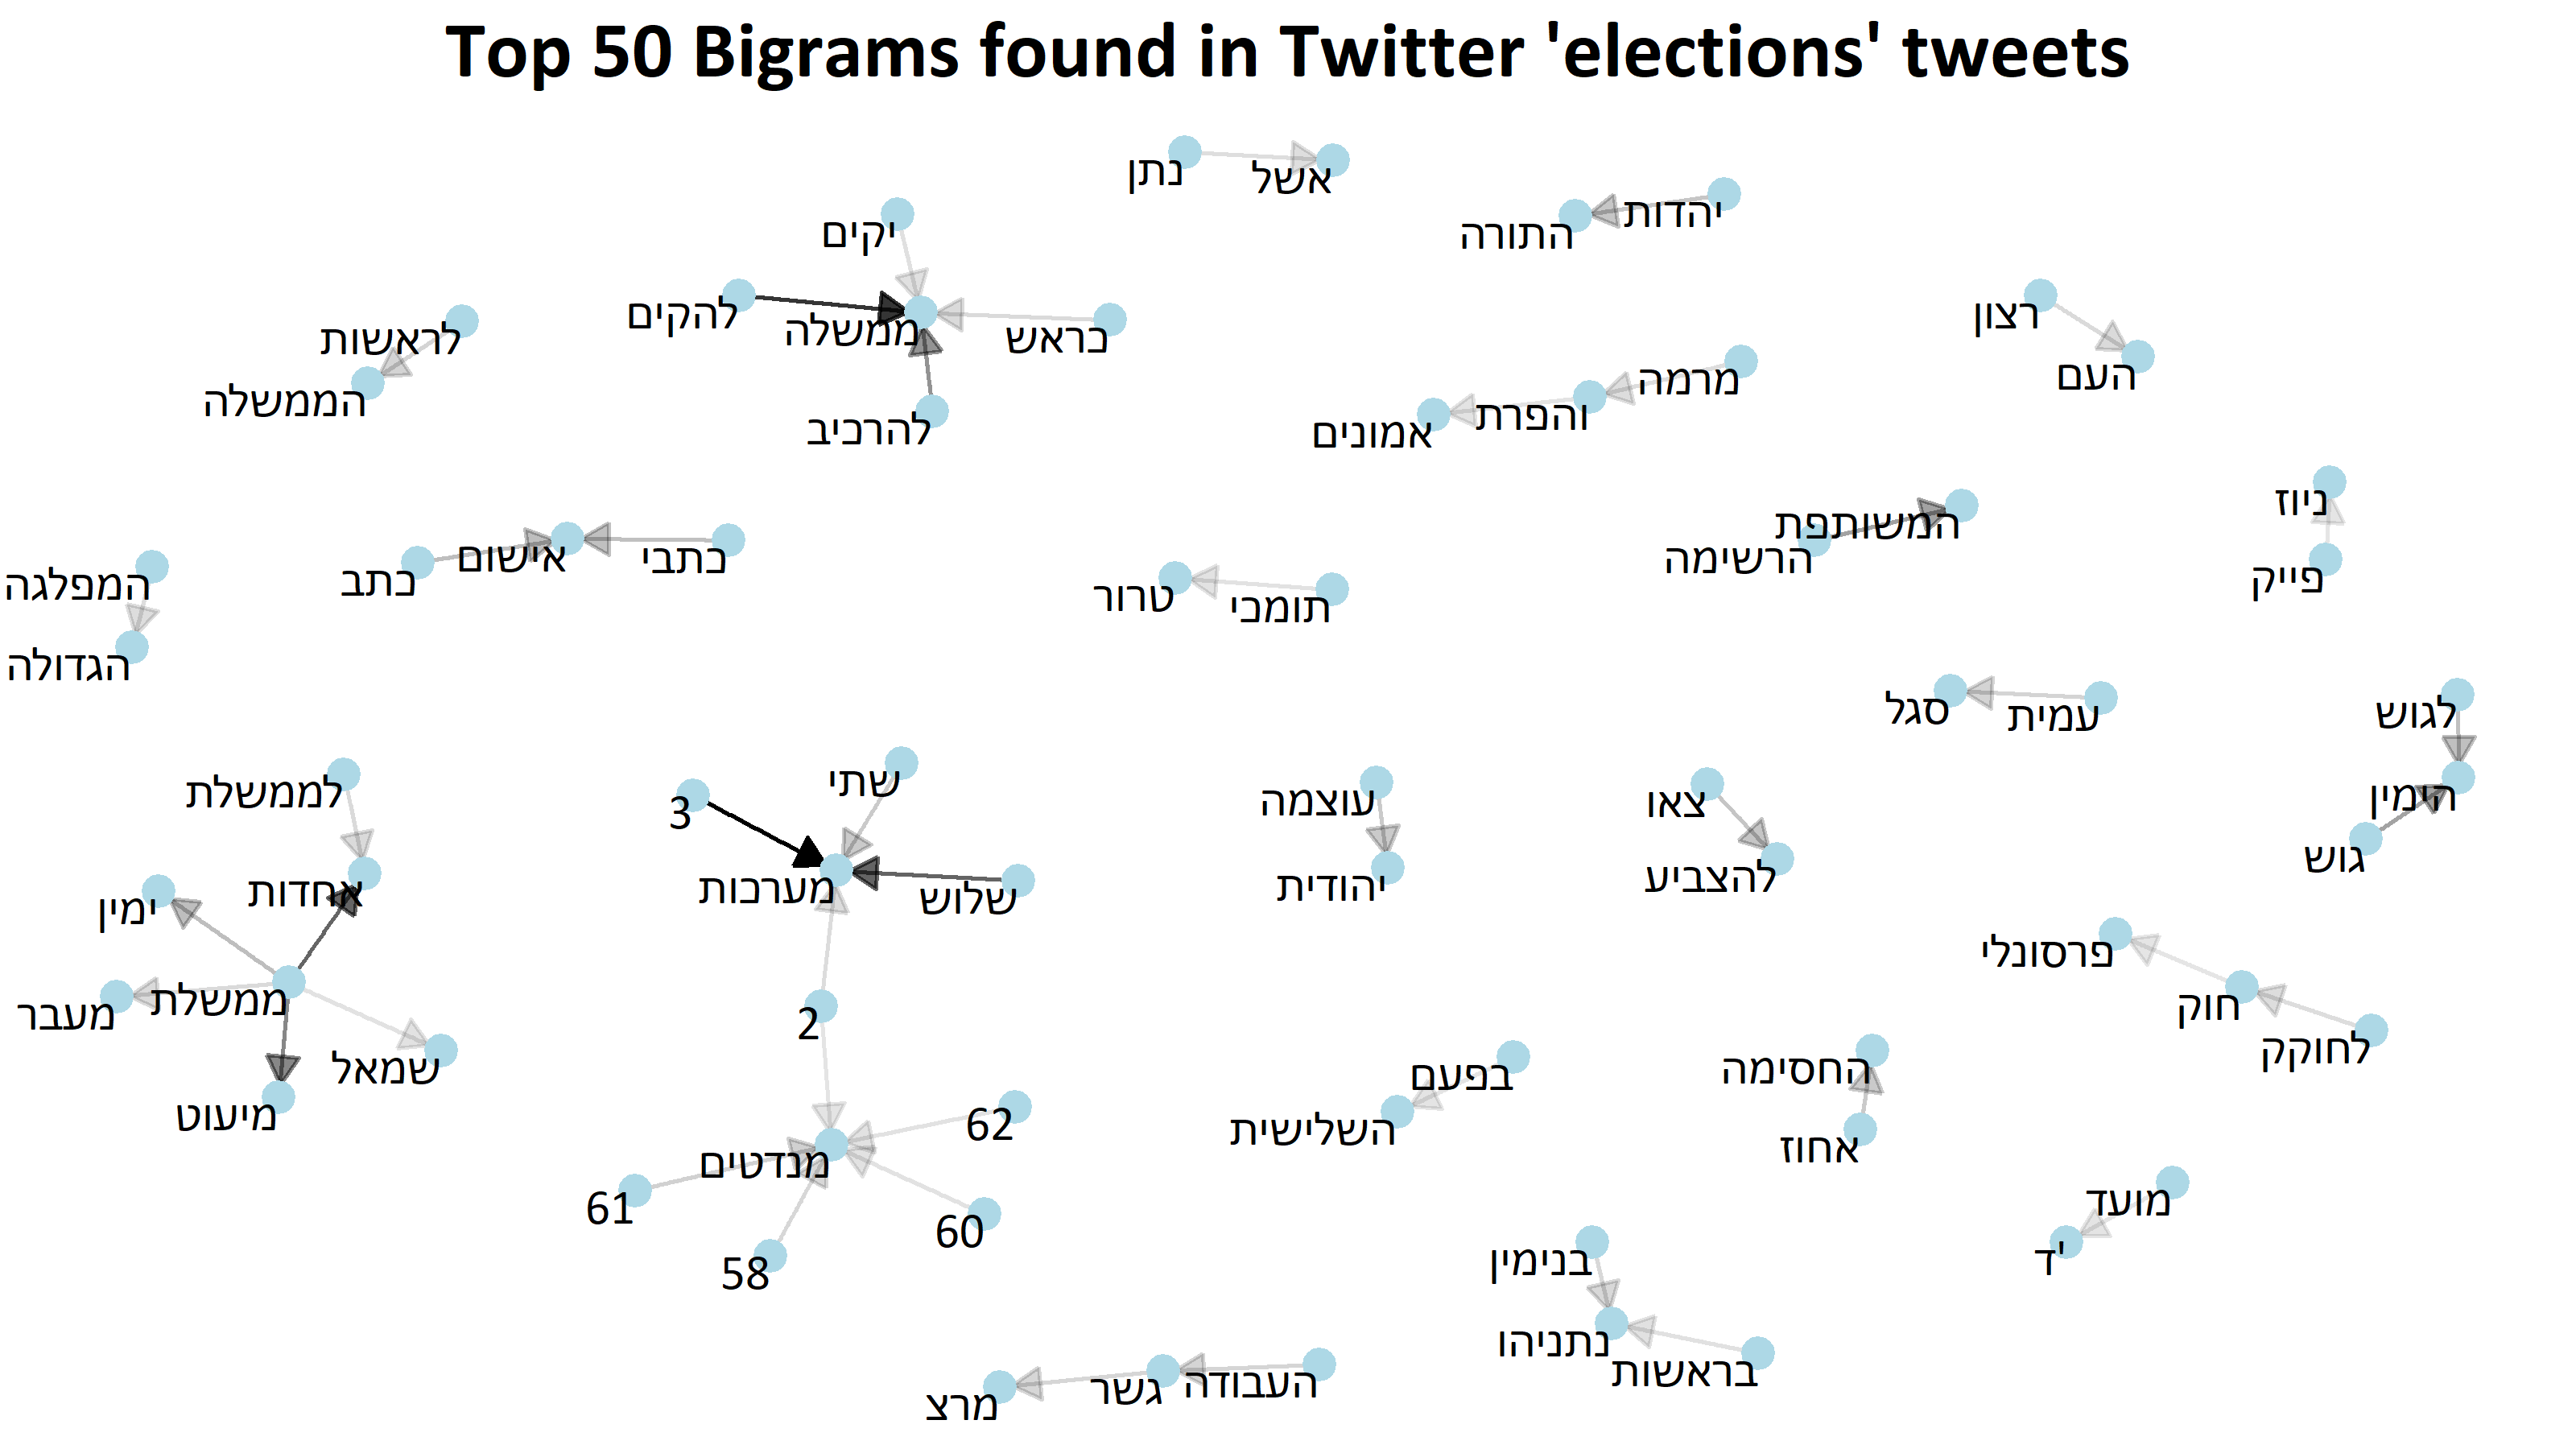 Top 50 Bigrams found in Twitter 'elections' tweets
נתן
אשל
יהדות
התורה
יקים
להקים
ממשלה
כראש
להרכיב
לראשות
הממשלה
רצון
העם
מרמה
והפרת
אמונים
המשותפת
הרשימה
ניוז
פייק
המפלגה
הגדולה
כתבי
אישום
כתב
תומכי
טרור
עמית
סגל
לגוש
הימין
גוש
לממשלת
אחדות
ימין
ממשלת
מעבר
שמאל
מיעוט
שתי
3
מערכות
שלוש
2
62
מנדטים
61
60
58
עוצמה
יהודית
צאו
להצביע
פרסונלי
חוק
לחוקק
בפעם
השלישית
החסימה
אחוז
מועד
ד'
בנימין
נתניהו
בראשות
העבודה
גשר
מרצ